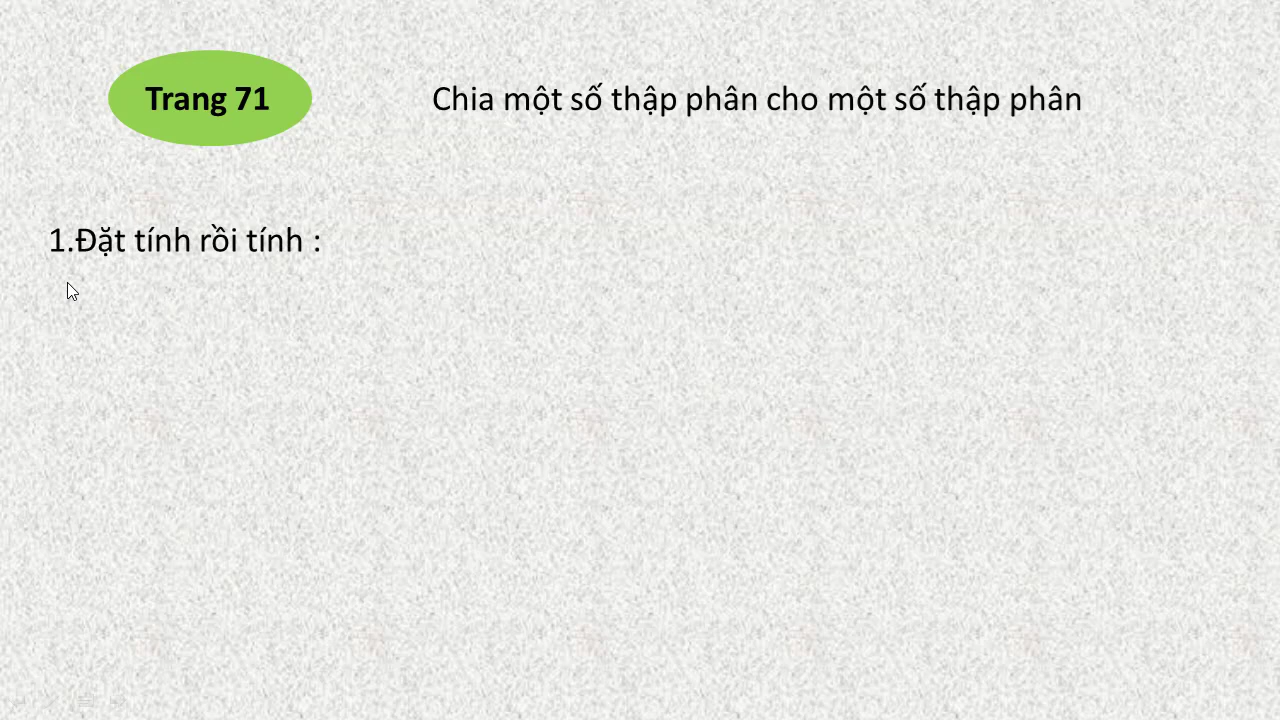 Trang 71
Chia một số thập phân cho một số thập phân
1.Đặt tính rồi tính :